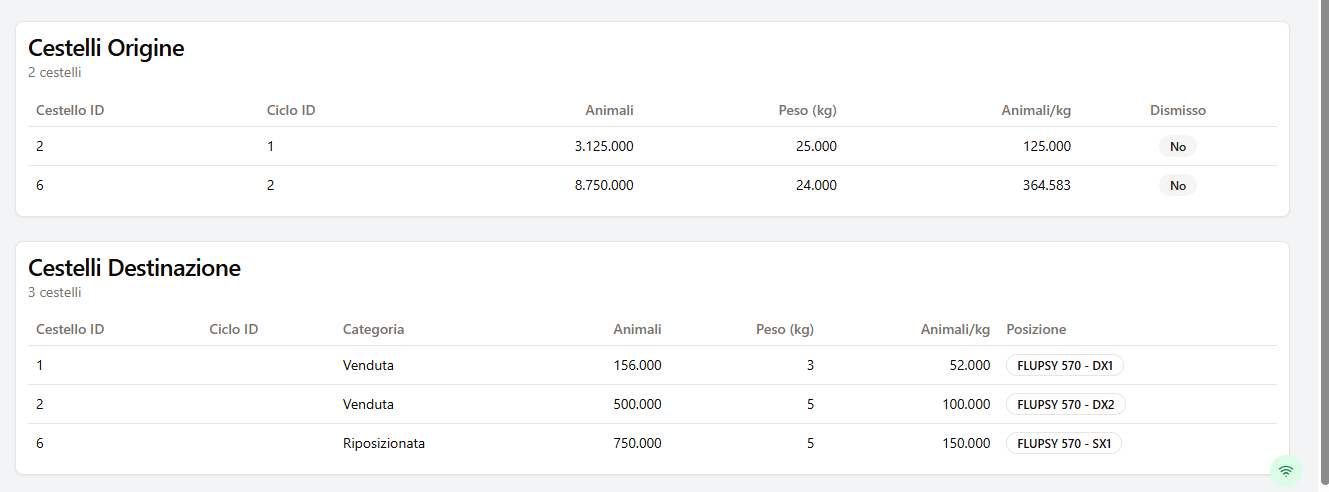 Cestelli Origine
2 cestelli
Cestello ID Ciclo ID Animali Peso (kg) Animali/kg Dismisso
2 1 3.125.000 25.000 125.000 No
6 2 8.750.000 24.000 364.583 No
Cestelli Destinazione
3 cestelli
Cestello ID Ciclo ID Categoria Animali Peso (kg) Animali/kg Posizione
1 Venduta 156.000 3 52.000 FLUPSY 570 - DX1
2 Venduta 500.000 5 100.000 FLUPSY 570 - DX2
6 Riposizionata 750.000 5 150.000 FLUPSY 570 - SX1